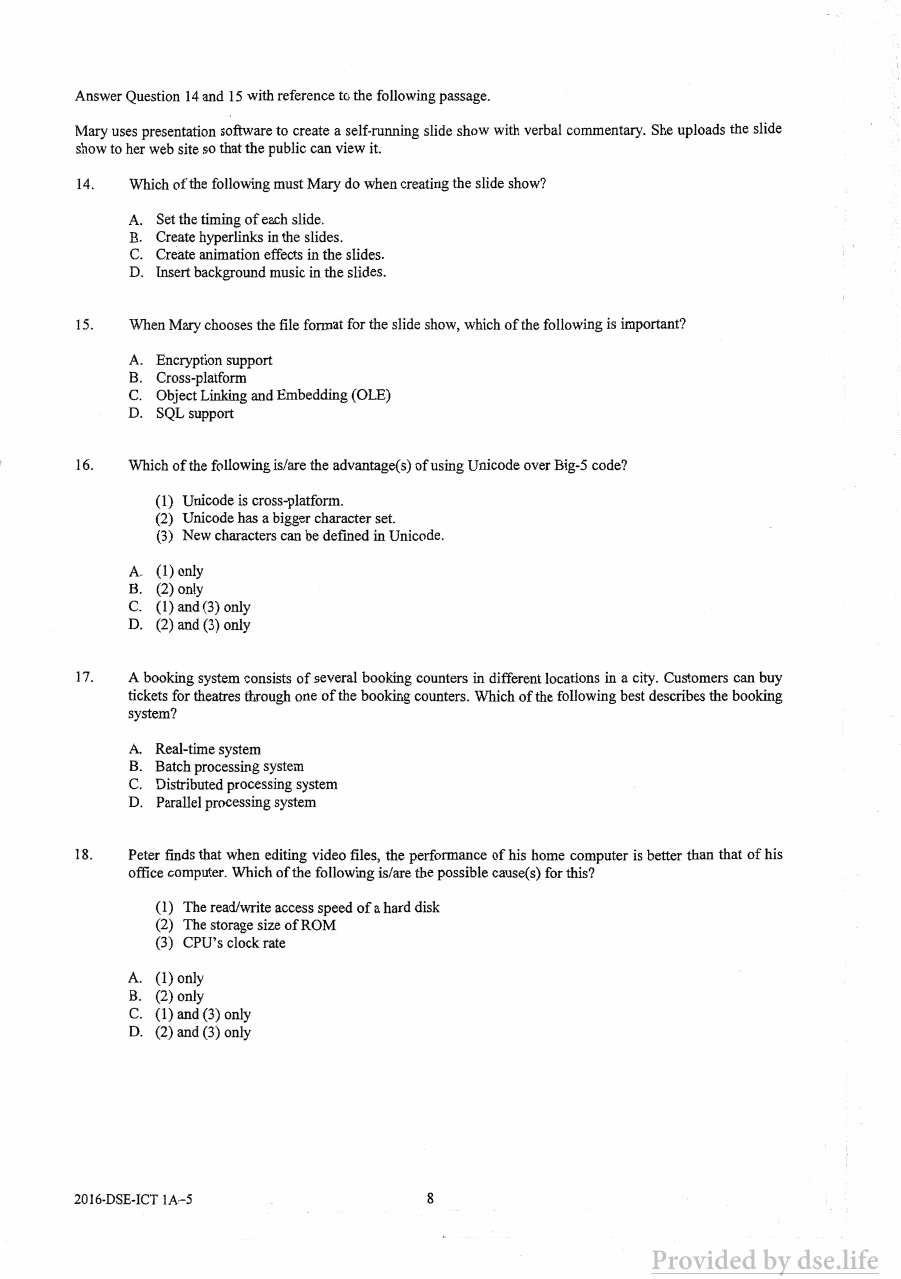 Answer Question 14 and 15 with reference to the following passage.
Mary uses presentation software to create a self-running slide show with verbal commentary. She uploads the slide
show to her web site so that the public can view it.
14. Which of the following must Mary do when creating the slide show?
A. Set the timing of each slide.
B. Create hyperlinks in the slides.
C. Create animation effects in the slides.
D. Insert background music in the slides.
15. When Mary chooses the file format for the slide show, which of the following is important?
A. Encryption support
B. Cross-platform
C. Object Linking and Embedding (OLE)
D. SQL support
16. Which of the following is/are the advantage(s) of using Unicode over Big-5 code?
(1) Unicode is cross-platform.
(2) Unicode has a bigger character set.
(3) New characters can be defined in Unicode.
A. (1) only
B. (2) only
C. (1) and (3) only
D. (2) and (3) only
17. A booking system consists of several booking counters in different locations in a city. Customers can buy
tickets for theatres through one of the booking counters. Which of the following best describes the booking
system?
A. Real-time system
B. Batch processing system
C. Distributed processing system
D. Parallel processing system
18. Peter finds that when editing video files, the performance of his home computer is better than that of his
office computer. Which of the following is/are the possible cause(s) for this?
(1) The read/write access speed of a hard disk
(2) The storage size of ROM
(3) CPU's clock rate
A. (1) only
B. (2) only
C. (1) and (3) only
D. (2) and (3) only
2016-DSE-ICT 1A–5 8
Provided by dse.life